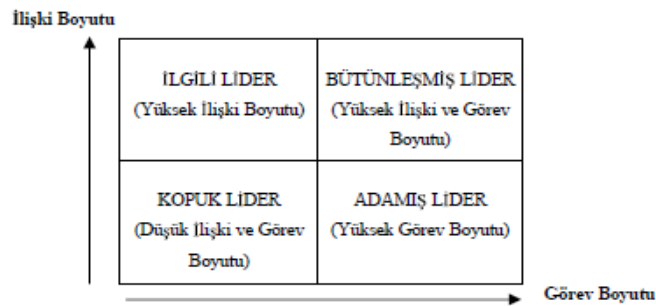 İlişki Boyutu
İLGİLİ LİDER
(Yüksek İlişki Boyutu)
BÜTÜNLEŞMİŞ LİDER
(Yüksek İlişki ve Görev
Boyutu)
KOPUK LİDER
(Düşük İlişki ve Görev
Boyutu)
ADAMIŞ LİDER
(Yüksek Görev Boyutu)
Görev Boyutu